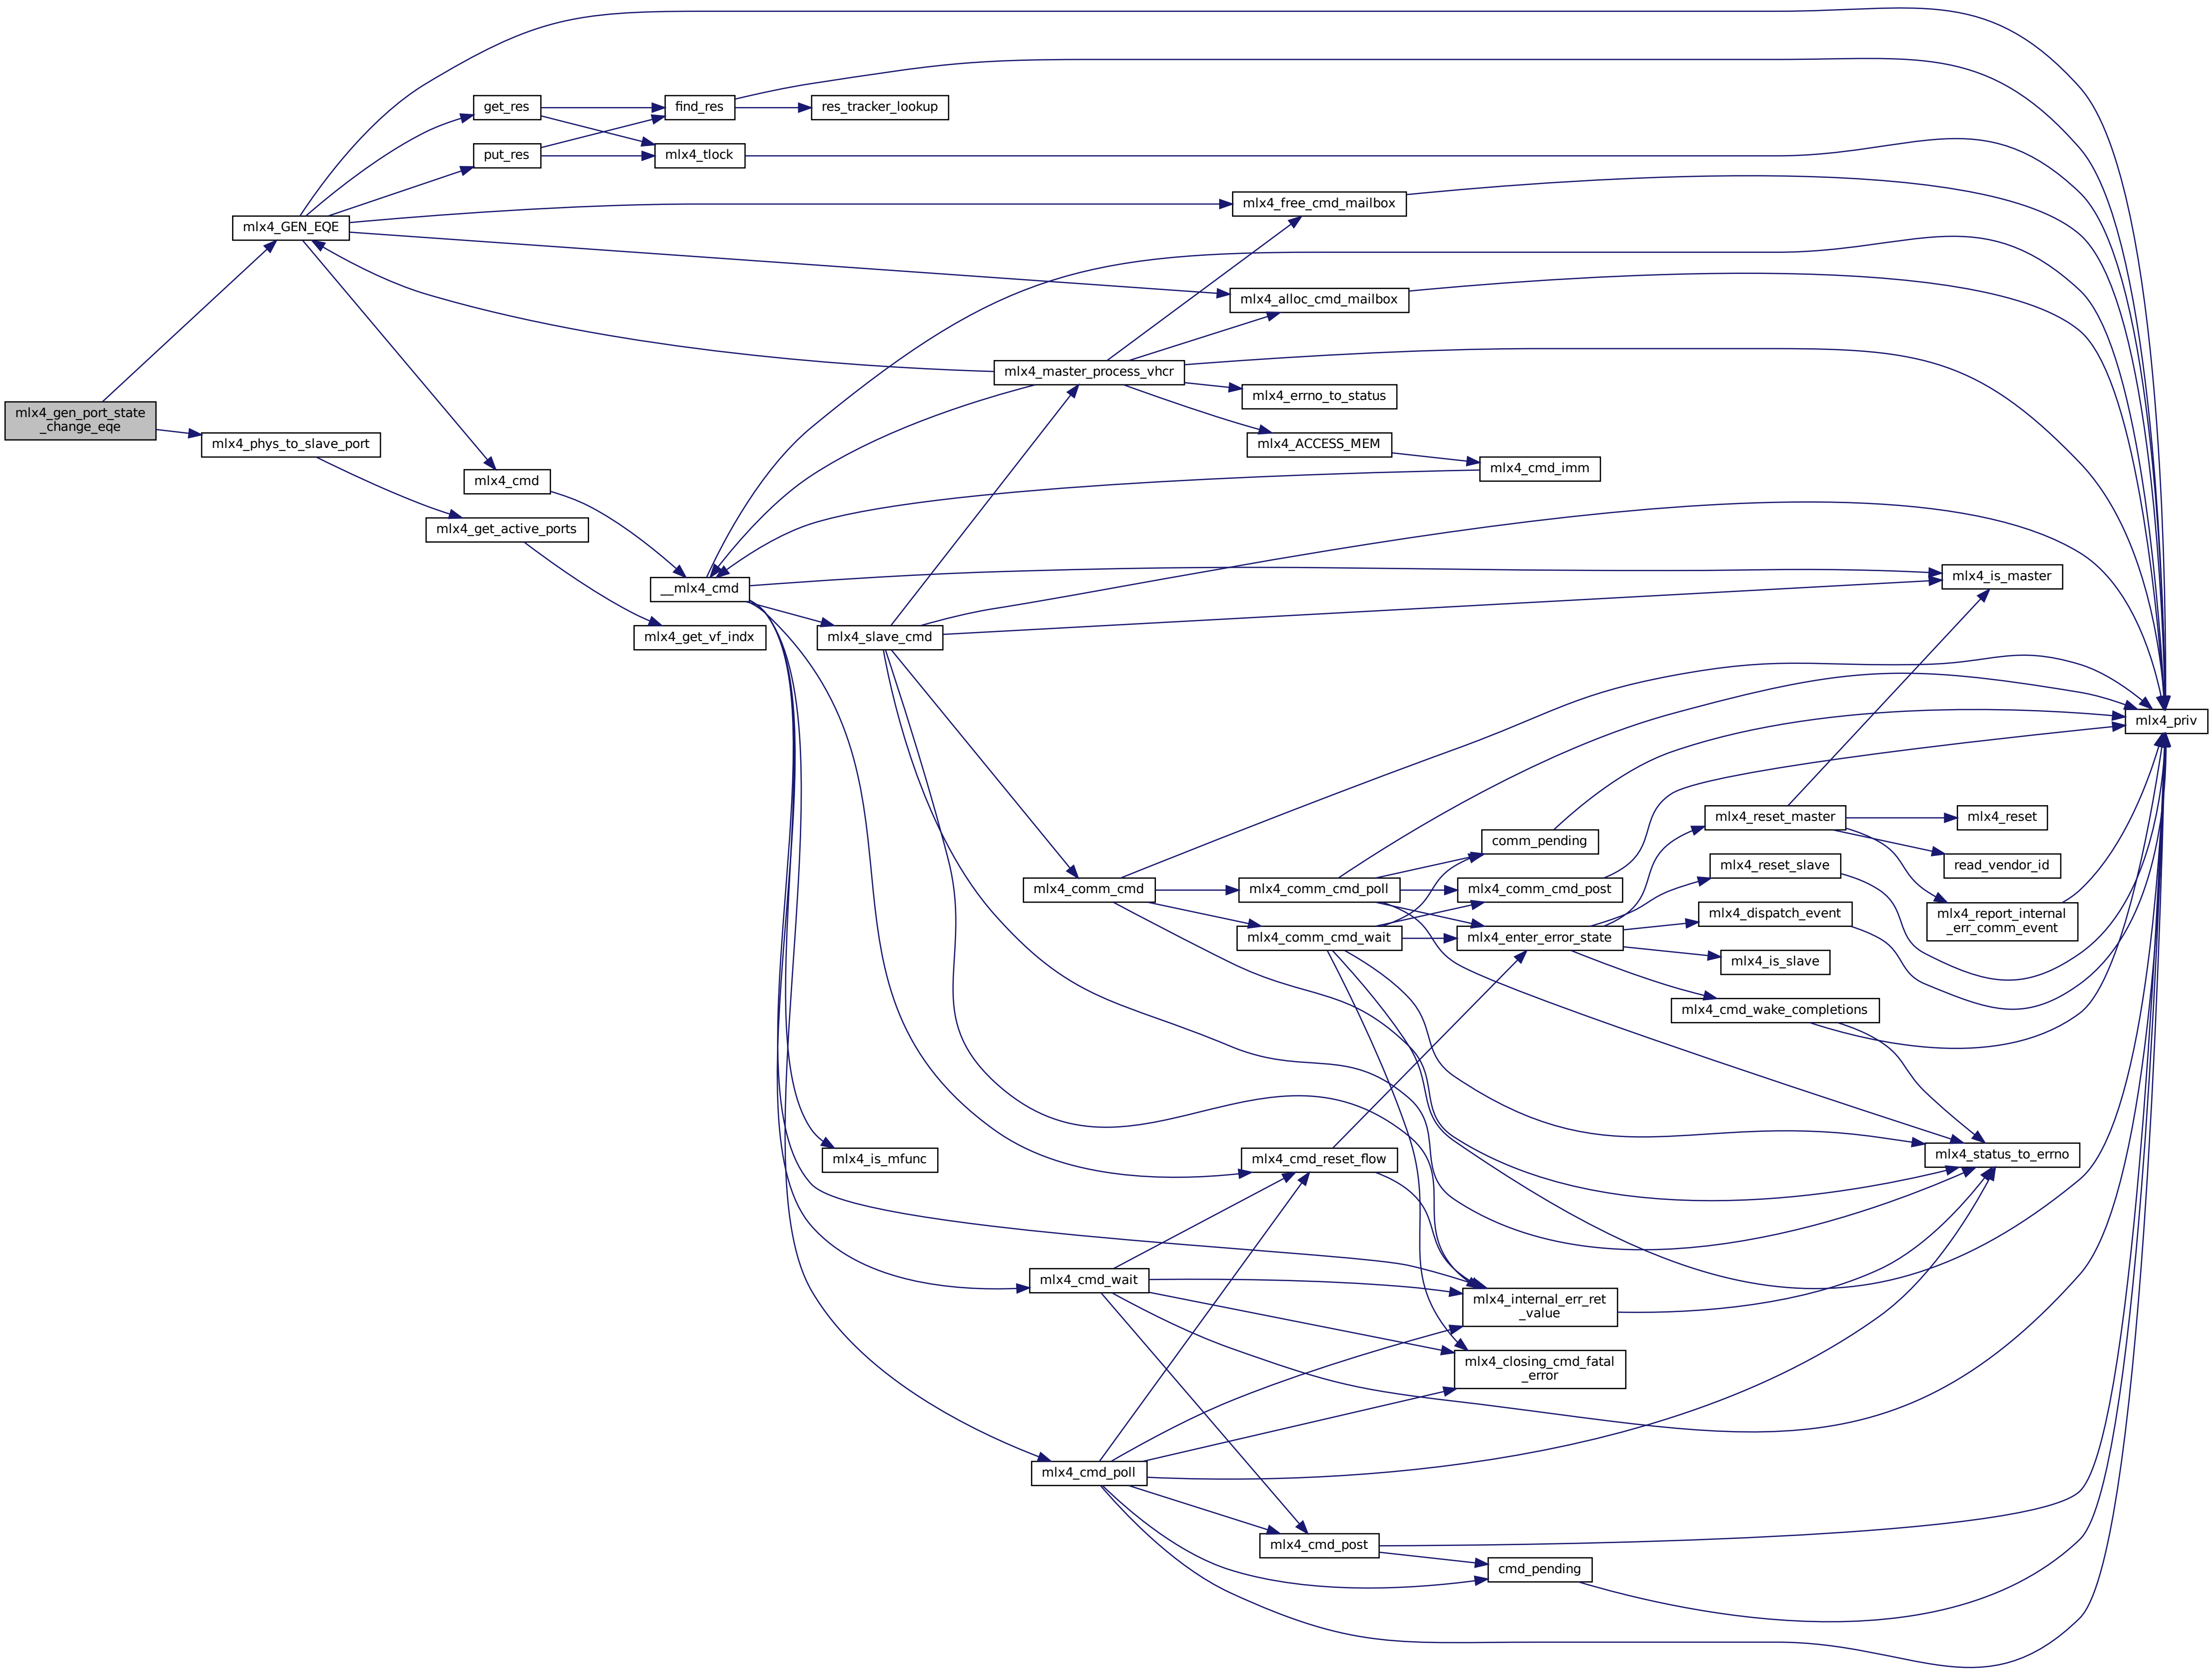 get_res
find_res
res_tracker_lookup
put_res
mlx4_tlock
mlx4_free_cmd_mailbox
mlx4_GEN_EQE
mlx4_alloc_cmd_mailbox
mlx4_master_process_vhcr
mlx4_errno_to_status
mlx4_gen_port_state
_change_eqe
mlx4_phys_to_slave_port
mlx4_ACCESS_MEM
mlx4_cmd_imm
mlx4_cmd
mlx4_get_active_ports
mlx4_is_master
__mlx4_cmd
mlx4_get_vf_indx
mlx4_slave_cmd
mlx4_priv
mlx4_reset_master
mlx4_reset
comm_pending
mlx4_reset_slave
read_vendor_id
mlx4_comm_cmd
mlx4_comm_cmd_poll
mlx4_comm_cmd_post
mlx4_dispatch_event
mlx4_report_internal
_err_comm_event
mlx4_comm_cmd_wait
mlx4_enter_error_state
mlx4_is_slave
mlx4_cmd_wake_completions
mlx4_is_mfunc
mlx4_cmd_reset_flow
mlx4_status_to_errno
mlx4_cmd_wait
mlx4_internal_err_ret
_value
mlx4_closing_cmd_fatal
_error
mlx4_cmd_poll
mlx4_cmd_post
cmd_pending